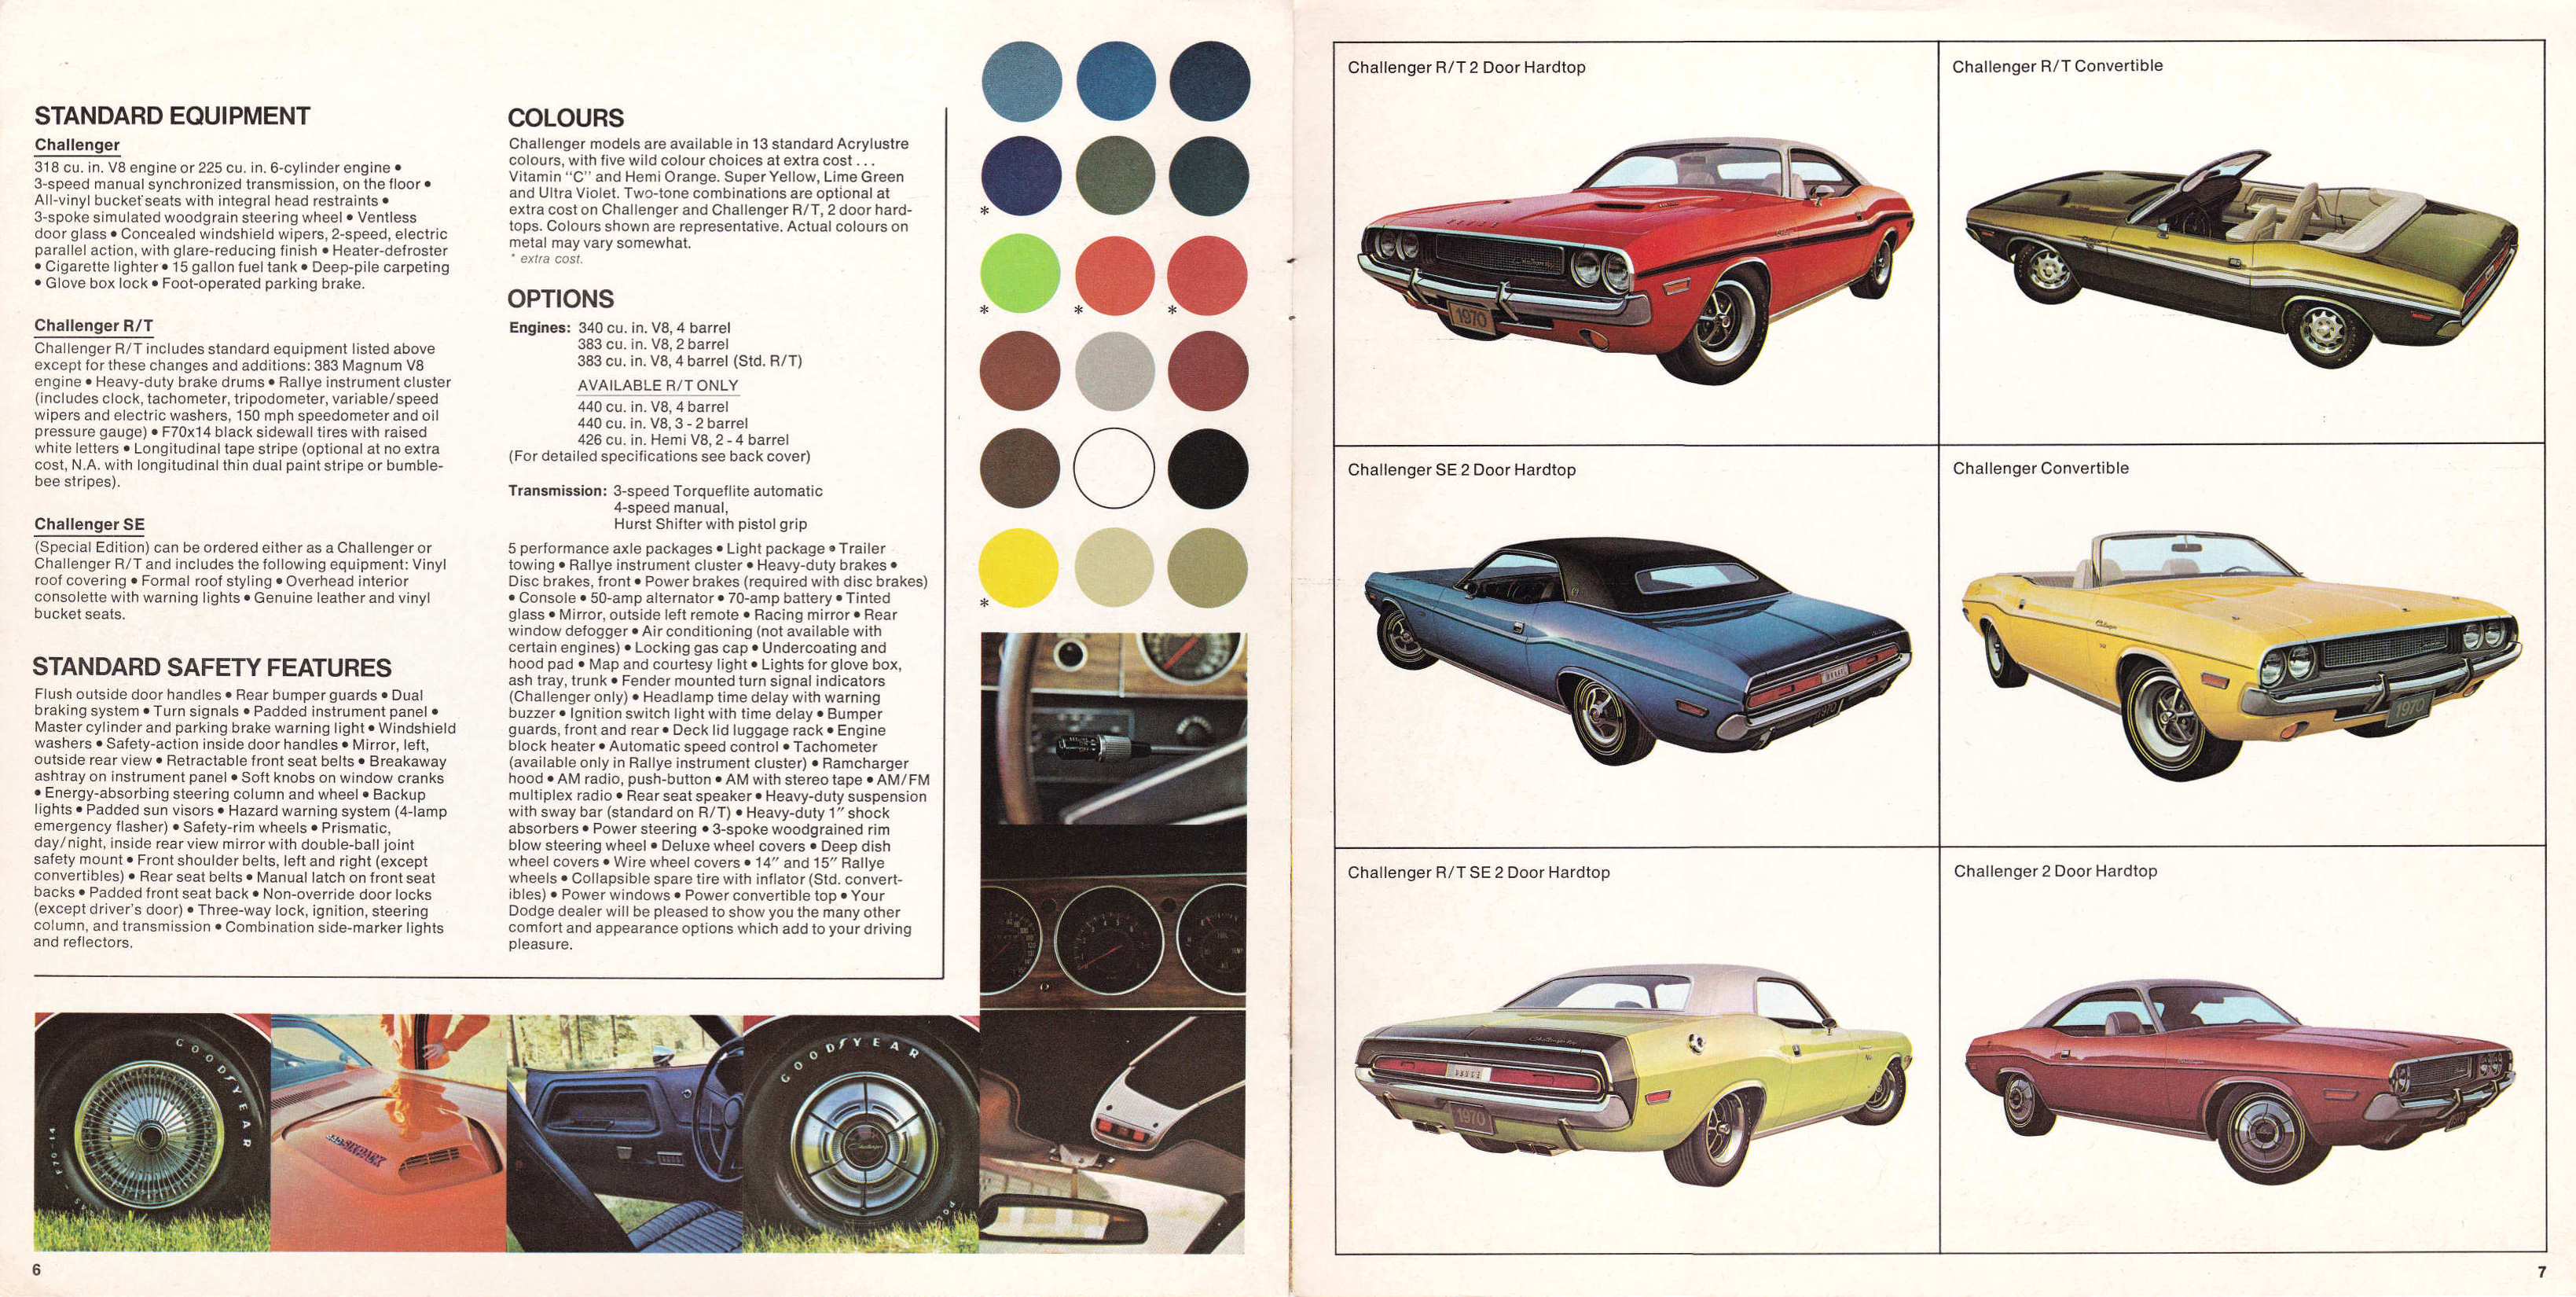 STANDARD EQUIPMENT
Challenger
318 cu. in. V8 engine or 225 cu. in. 6-cylinder engine •
3-speed manual synchronized transmission, on the floor •
All-vinyl bucket seats with integral head restraints •
3-spoke simulated woodgrain steering wheel • Ventless
door glass • Concealed windshield wipers, 2-speed, electric
parallel action, with glare-reducing finish • Heater-defroster
• Cigarette lighter • 15 gallon fuel tank • Deep-pile carpeting
• Glove box lock • Foot-operated parking brake.
Challenger R/T
Challenger R/T includes standard equipment listed above
except for these changes and additions: 383 Magnum V8
engine • Heavy-duty brake drums • Rallye instrument cluster
(includes clock, tachometer, tripodometer, variable/speed
wipers and electric washers, 150 mph speedometer and oil
pressure gauge) • F70x14 black sidewall tires with raised
white letters • Longitudinal tape stripe (optional at no extra
cost, N.A. with longitudinal thin dual paint stripe or bumble-
bee stripes).
Challenger SE
(Special Edition) can be ordered either as a Challenger or
Challenger R/T and includes the following equipment: Vinyl
roof covering • Formal roof styling • Overhead interior
consolette with warning lights • Genuine leather and vinyl
bucket seats.
STANDARD SAFETY FEATURES
Flush outside door handles • Rear bumper guards • Dual
braking system • Turn signals • Padded instrument panel •
Master cylinder and parking brake warning light • Windshield
washers • Safety-action inside door handles • Mirror, left,
outside rear view • Retractable front seat belts • Breakaway
ashtray on instrument panel • Soft knobs on window cranks
• Energy-absorbing steering column and wheel • Backup
lights • Padded sun visors • Hazard warning system (4-lamp
emergency flasher) • Safety-rim wheels • Prismatic,
day/night, inside rear view mirror with double-ball joint
safety mount • Front shoulder belts, left and right (except
convertibles) • Rear seat belts • Manual latch on front seat
backs • Padded front seat back • Non-override door locks
(except driver's door) • Three-way lock, ignition, steering
column, and transmission • Combination side-marker lights
and reflectors.
COLOURS
Challenger models are available in 13 standard Acrylustre
colours, with five wild colour choices at extra cost . . .
Vitamin "C" and Hemi Orange. Super Yellow, Lime Green
and Ultra Violet. Two-tone combinations are optional at
extra cost on Challenger and Challenger R/T, 2 door hard-
tops. Colours shown are representative. Actual colours on
metal may vary somewhat.
* extra cost.
OPTIONS
Engines: 340 cu. in. V8, 4 barrel
383 cu. in. V8, 2 barrel
383 cu. in. V8, 4 barrel (Std. R/T)
AVAILABLE R/T ONLY
440 cu. in. V8, 4 barrel
440 cu. in. V8, 3 - 2 barrel
426 cu. in. Hemi V8, 2 - 4 barrel
(For detailed specifications see back cover)
Transmission: 3-speed Torqueflite automatic
4-speed manual,
Hurst Shifter with pistol grip
5 performance axle packages • Light package • Trailer
towing • Rallye instrument cluster • Heavy-duty brakes •
Disc brakes, front • Power brakes (required with disc brakes)
• Console • 50-amp alternator • 70-amp battery • Tinted
glass • Mirror, outside left remote • Racing mirror • Rear
window defogger • Air conditioning (not available with
certain engines) • Locking gas cap • Undercoating and
hood pad • Map and courtesy light • Lights for glove box,
ash tray, trunk • Fender mounted turn signal indicators
(Challenger only) • Headlamp time delay with warning
buzzer • Ignition switch light with time delay • Bumper
guards, front and rear • Deck lid luggage rack • Engine
block heater • Automatic speed control • Tachometer
(available only in Rallye instrument cluster) • Ramcharger
hood • AM radio, push-button • AM with stereo tape • AM/FM
multiplex radio • Rear seat speaker • Heavy-duty suspension
with sway bar (standard on R/T) • Heavy-duty 1" shock
absorbers • Power steering • 3-spoke woodgrained rim
blow steering wheel • Deluxe wheel covers • Deep dish
wheel covers • Wire wheel covers • 14" and 15" Rallye
wheels • Collapsible spare tire with inflator (Std. convert-
ibles) • Power windows • Power convertible top • Your
Dodge dealer will be pleased to show you the many other
comfort and appearance options which add to your driving
pleasure.
*
* * *
*
GOODYEAR
F70-14
GOODYEAR
Challenger
6
Challenger R/T 2 Door Hardtop
DODGE
1970
Challenger R/T Convertible
Challenger SE 2 Door Hardtop
1970
Challenger Convertible
Challenger
1970
Challenger R/T SE 2 Door Hardtop
DODGE
1970
Challenger 2 Door Hardtop
7